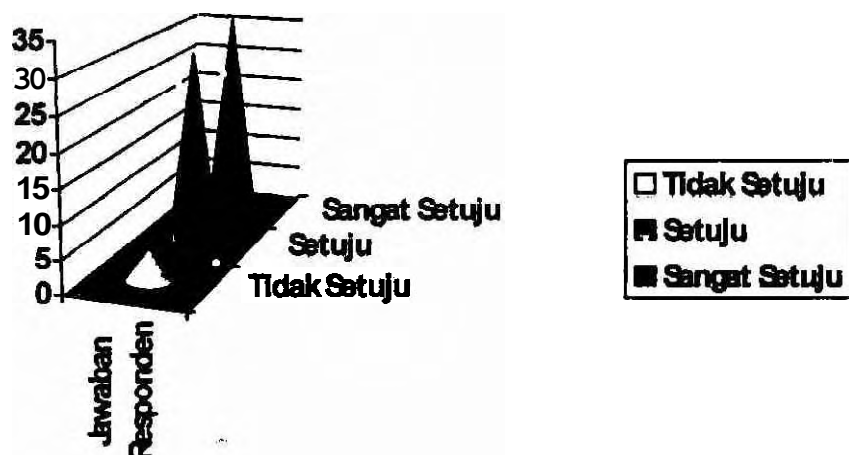 35
30
25
20
15
10
5
0
Sangat Setuju
Setuju
Tidak Setuju
Jawaban
Responden
Tidak Setuju
Setuju
Sangat Setuju